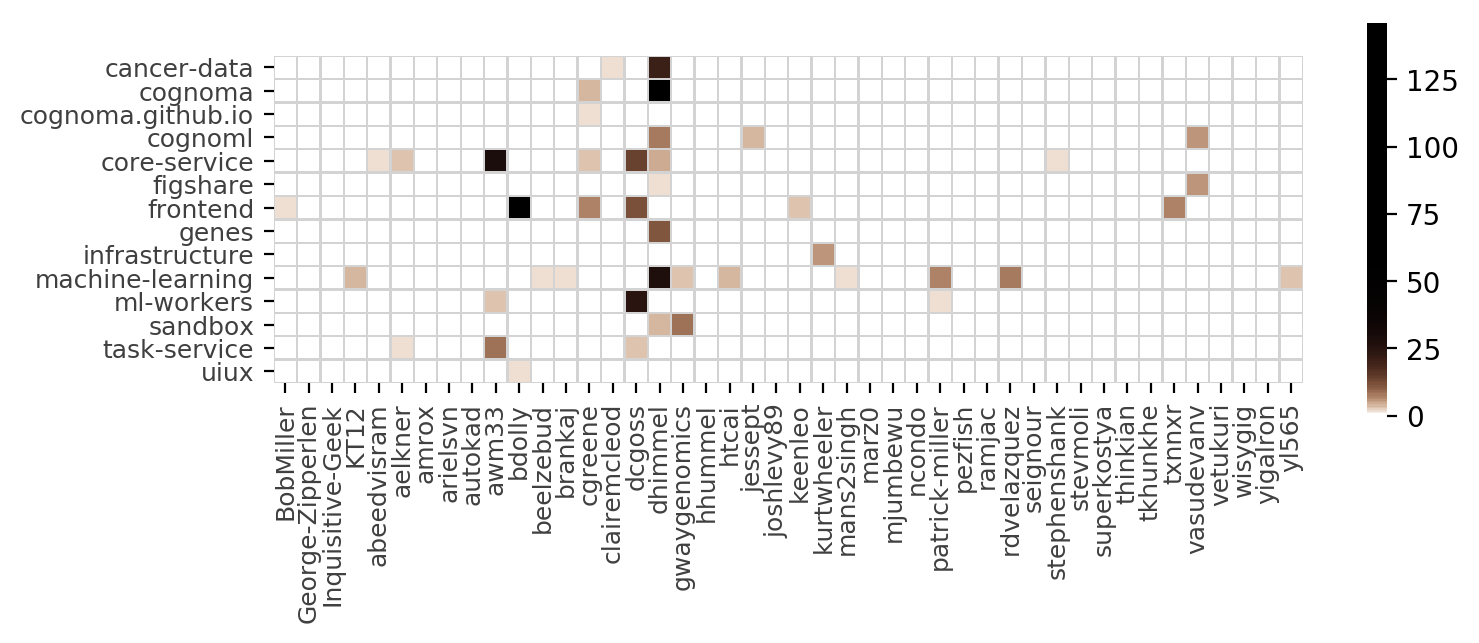 cancer-data
cognoma
cognoma.github.io
cognoml
core-service
figshare
frontend
genes
infrastructure
machine-learning
ml-workers
sandbox
task-service
uiux
BobMiller
George-Zipperlen
Inquisitive-Geek
KT12
abeedvisram
aelkner
amrox
arielsvn
autokad
awm33
bdolly
beelzebud
brankaj
cgreene
clairemcleod
dcgoss
dhimmel
gwaygenomics
hhummel
htcai
jessept
joshlevy89
keenleo
kurtwheeler
mans2singh
marz0
mjumbewu
ncondo
patrick-miller
pezfish
ramjac
rdvelazquez
seignour
stephenshank
stevmoli
superkostya
thinkian
tkhunkhe
txnnxr
vasudevanv
vetukuri
wisygig
yigalron
yl565
125
100
75
50
25
0